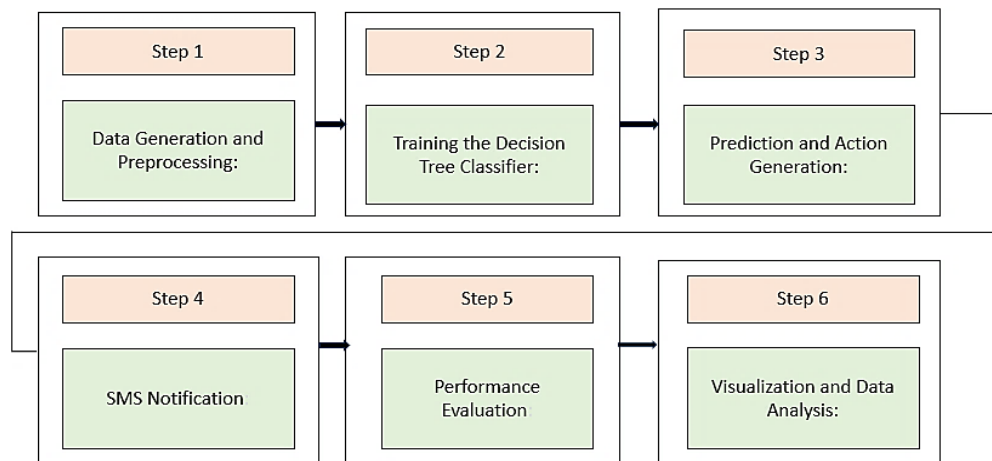 Step 1
Data Generation and
Preprocessing:
Step 2
Training the Decision
Tree Classifier:
Step 3
Prediction and Action
Generation:
Step 4
SMS Notification
Step 5
Performance
Evaluation
Step 6
Visualization and Data
Analysis: